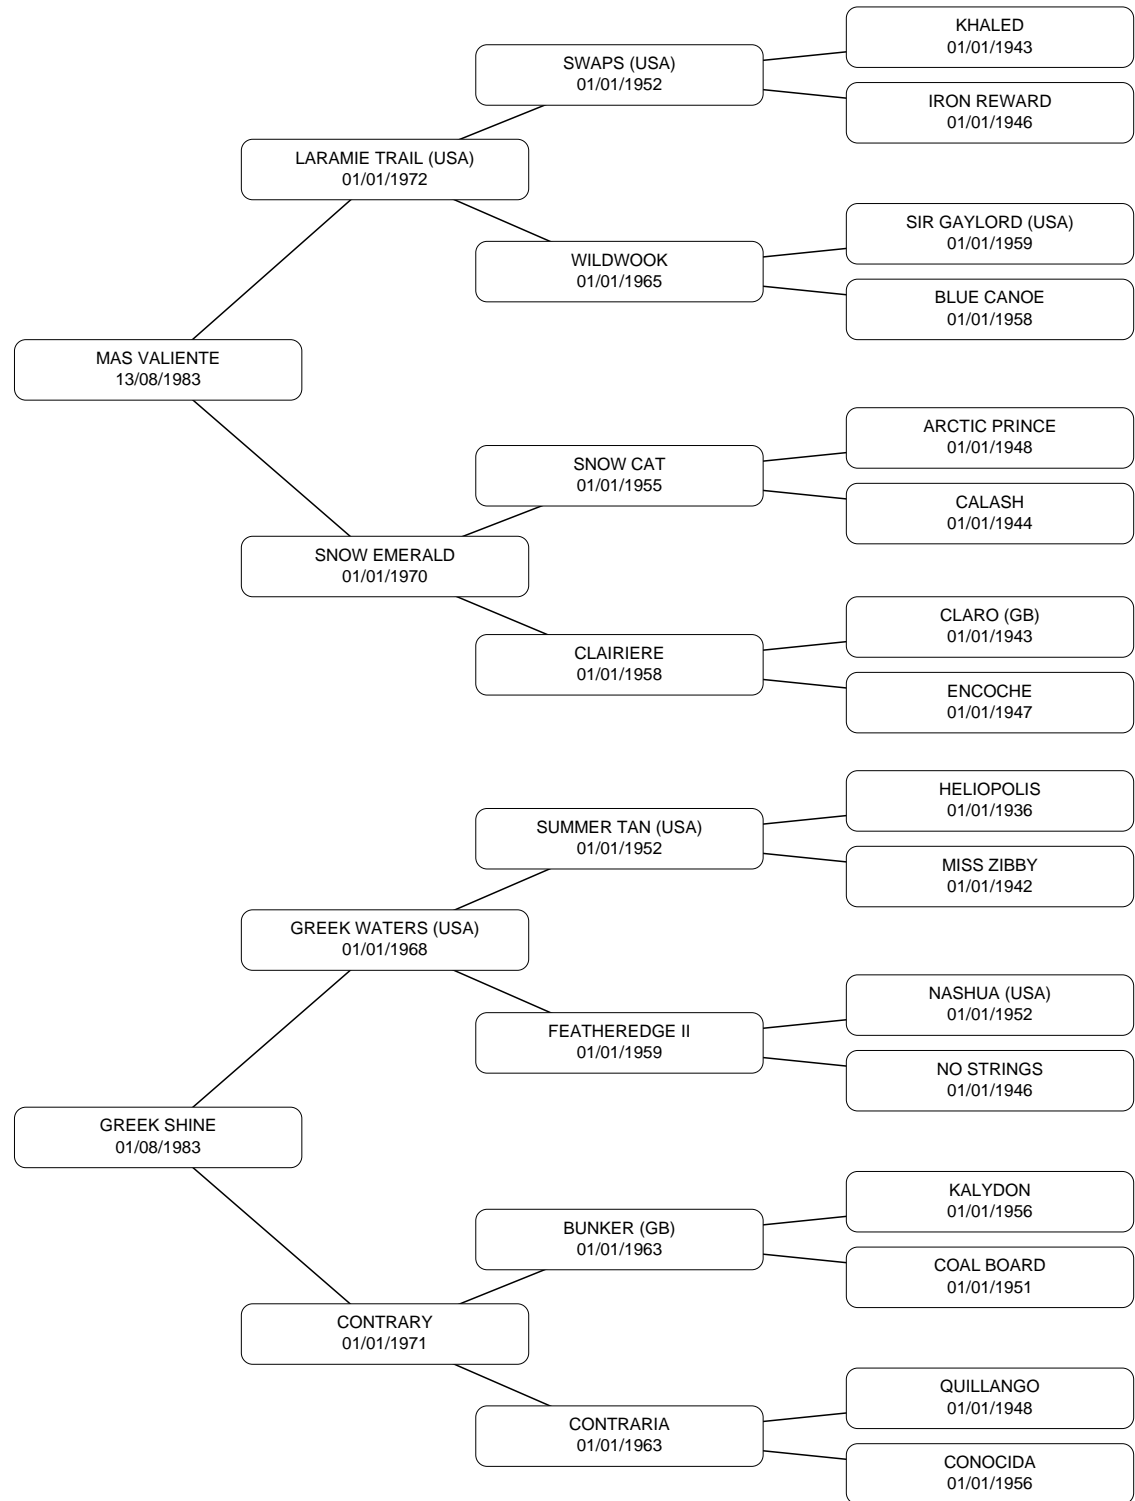 KHALED
01/01/1943
SWAPS (USA)
01/01/1952
IRON REWARD
01/01/1946
LARAMIE TRAIL (USA)
01/01/1972
SIR GAYLORD (USA)
01/01/1959
WILDWOOK
01/01/1965
BLUE CANOE
01/01/1958
MAS VALIENTE
13/08/1983
ARCTIC PRINCE
01/01/1948
SNOW CAT
01/01/1955
CALASH
01/01/1944
SNOW EMERALD
01/01/1970
CLARO (GB)
01/01/1943
CLAIRIERE
01/01/1958
ENCOCHE
01/01/1947
HELIOPOLIS
01/01/1936
SUMMER TAN (USA)
01/01/1952
MISS ZIBBY
01/01/1942
GREEK WATERS (USA)
01/01/1968
NASHUA (USA)
01/01/1952
FEATHEREDGE II
01/01/1959
NO STRINGS
01/01/1946
GREEK SHINE
01/08/1983
KALYDON
01/01/1956
BUNKER (GB)
01/01/1963
COAL BOARD
01/01/1951
CONTRARY
01/01/1971
QUILLANGO
01/01/1948
CONTRARIA
01/01/1963
CONOCIDA
01/01/1956